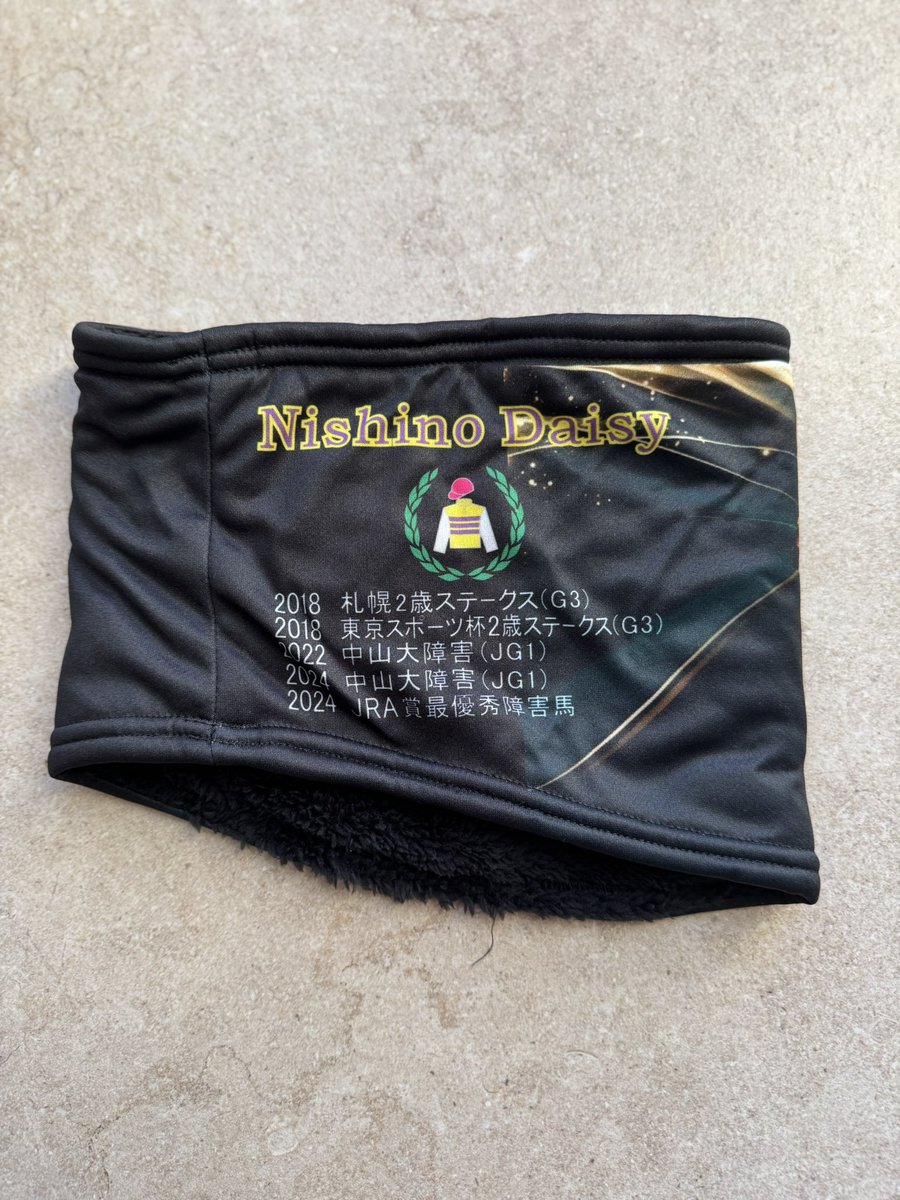 Nishino Daisy
2018 札幌2歳ステークス(G3)
2018 東京スポーツ杯2歳ステークス(G3)
2022 中山大障害(JG1)
2024 中山大障害(JG1)
2024 JRA賞最優秀障害馬